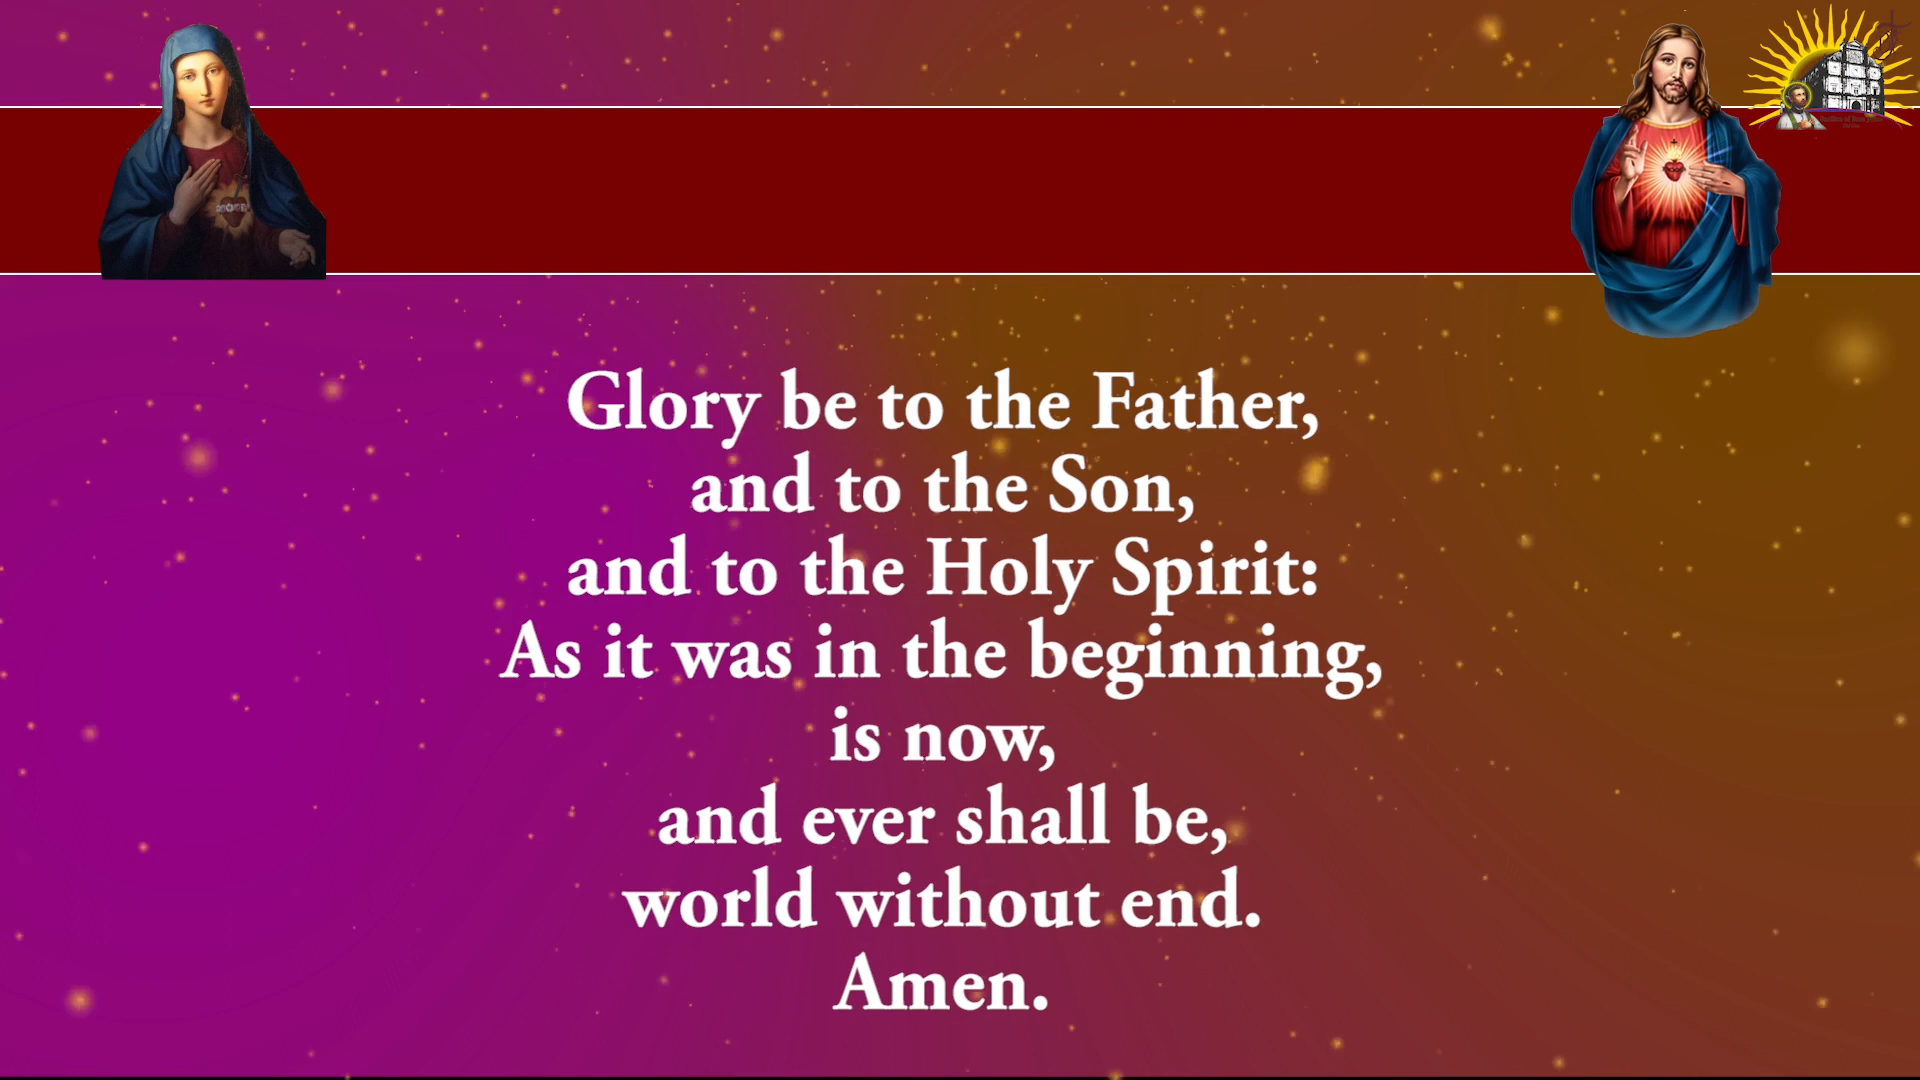 Glory be to the Father,
and to the Son,
and to the Holy Spirit:
As it was in the beginning,
is now,
and ever shall be,
world without end.
Amen.